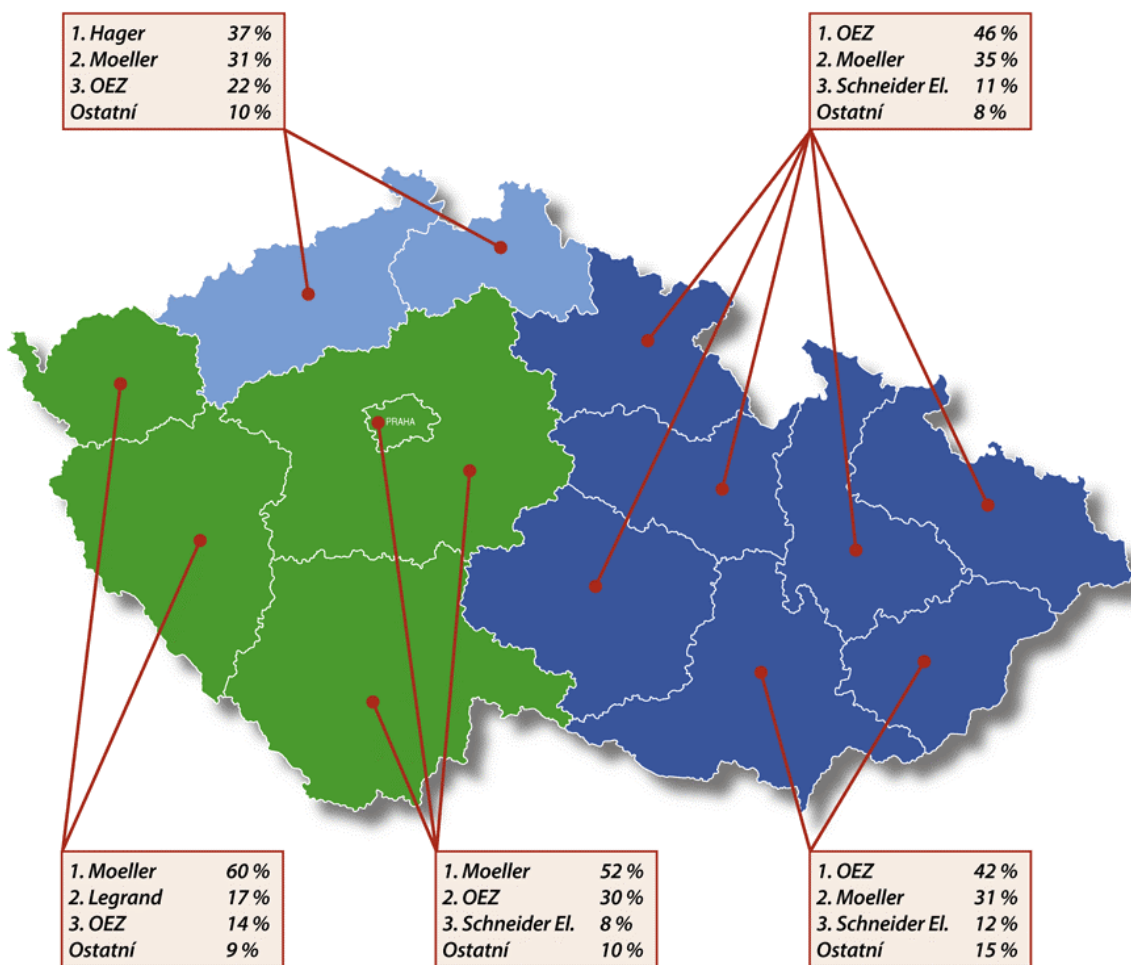 1. Hager 37 %
2. Moeller 31 %
3. OEZ 22 %
Ostatní 10 %
1. OEZ 46 %
2. Moeller 35 %
3. Schneider El. 11 %
Ostatní 8 %
PRAHA
1. Moeller 60 %
2. Legrand 17 %
3. OEZ 14 %
Ostatní 9 %
1. Moeller 52 %
2. OEZ 30 %
3. Schneider El. 8 %
Ostatní 10 %
1. OEZ 42 %
2. Moeller 31 %
3. Schneider El. 12 %
Ostatní 15 %